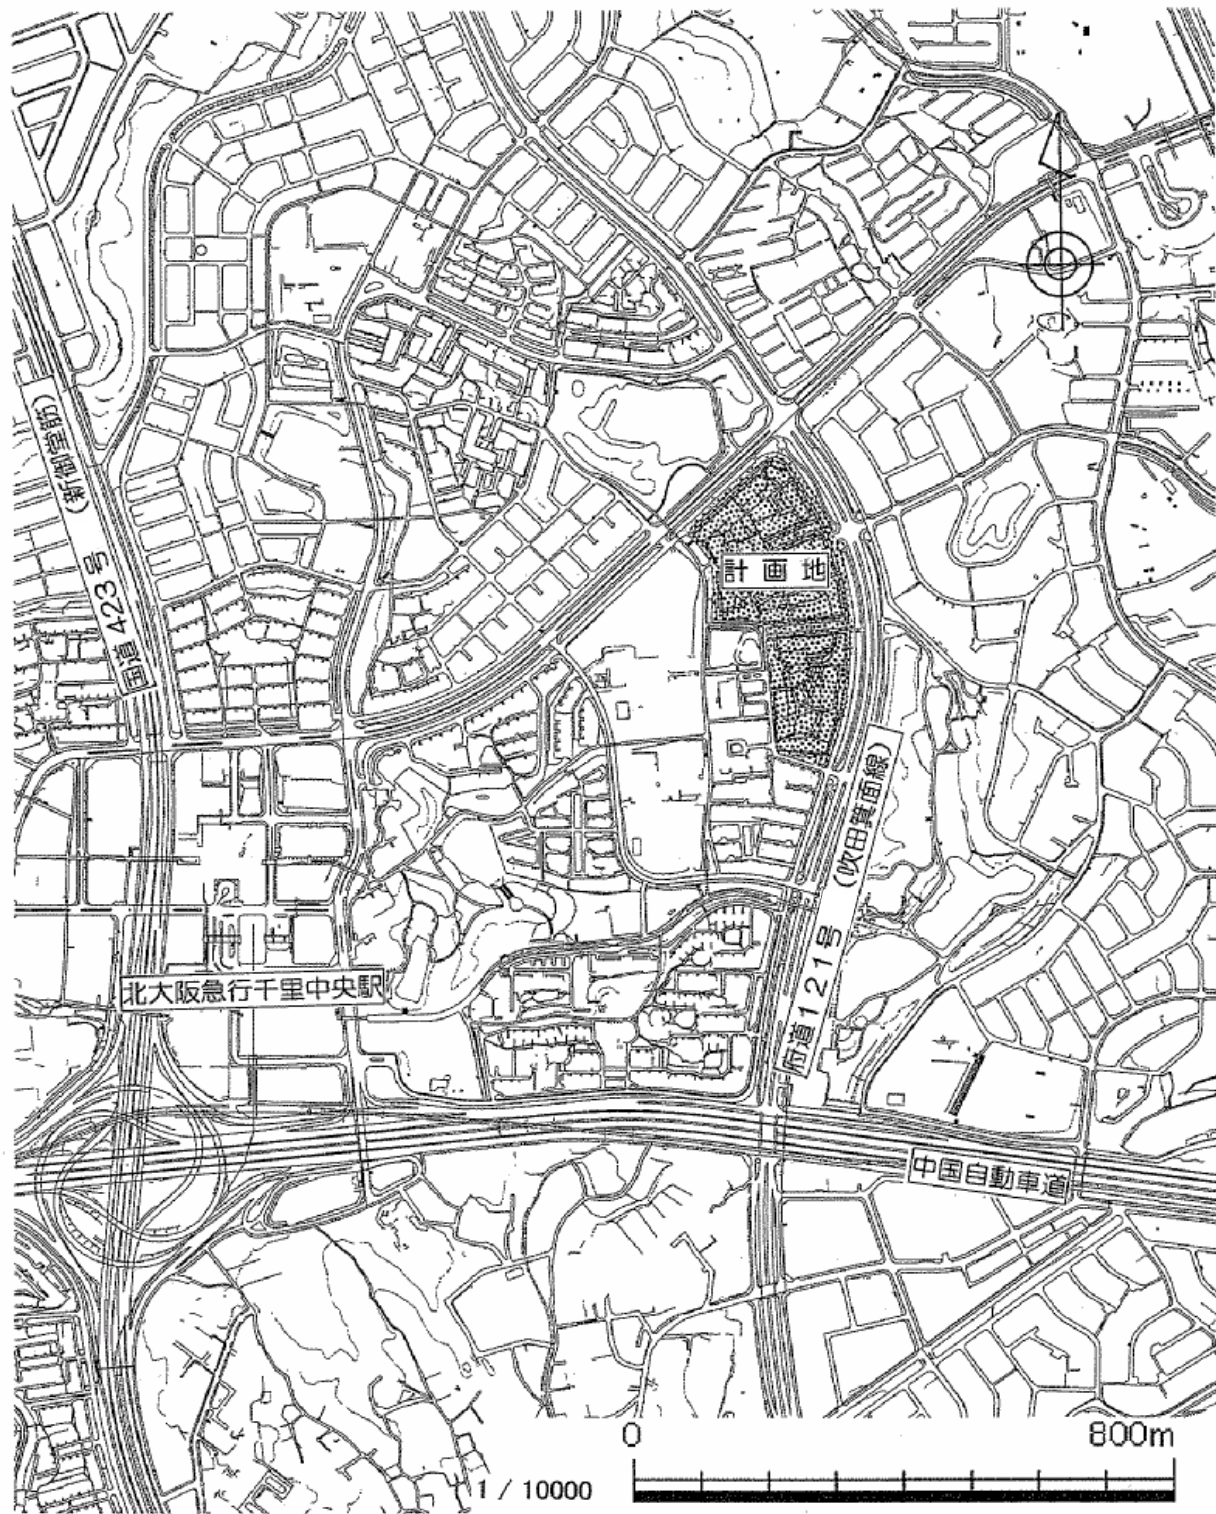 計画地
国道423号（新御堂筋）
府道121号（吹田箕面線）
北大阪急行千里中央駅
中国自動車道
0 800m
1 / 10000